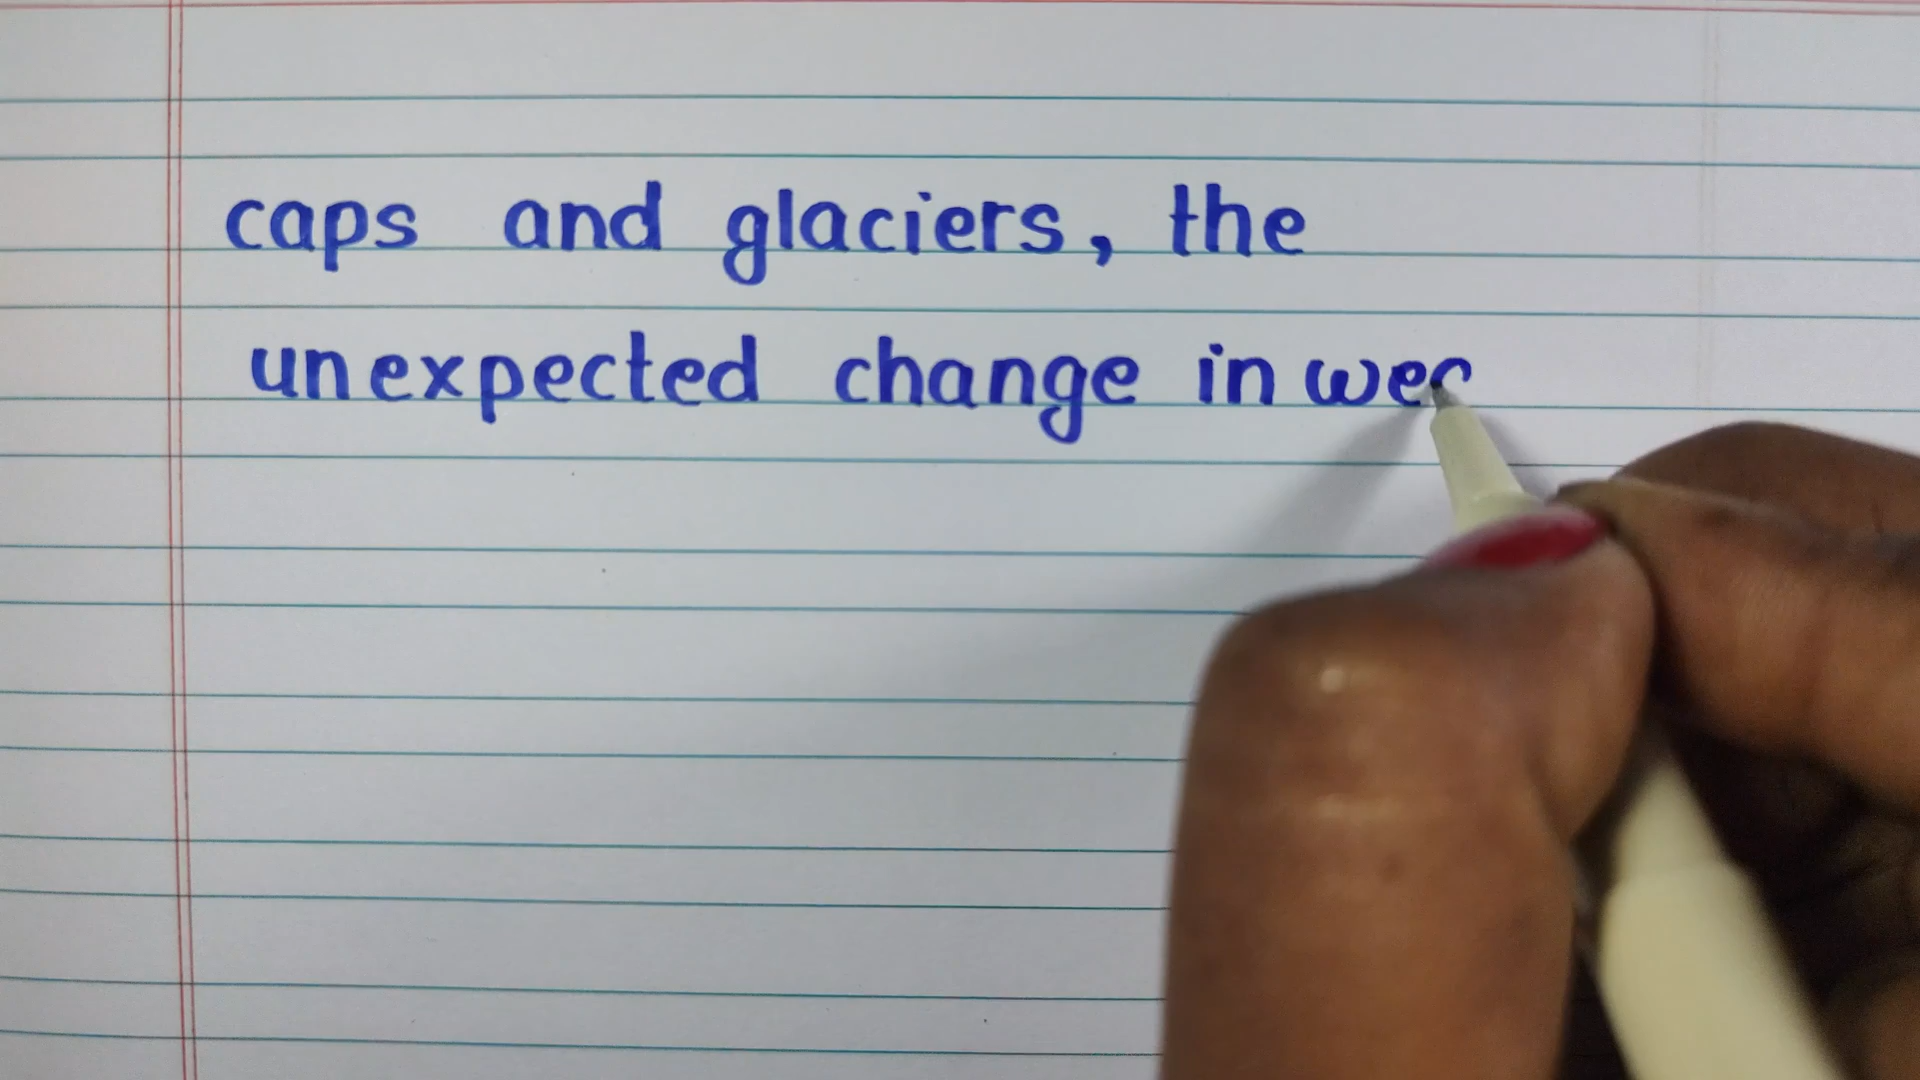 caps and glaciers, the
unexpected change in